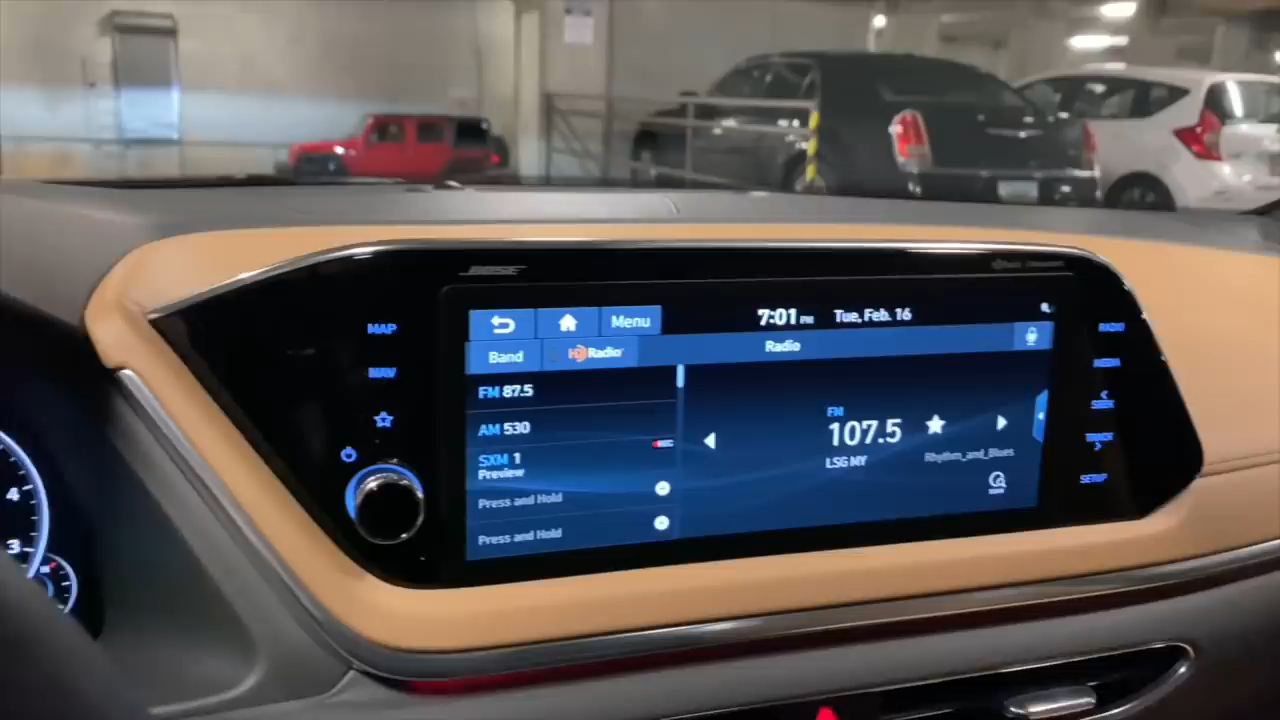 BOSE
MAP
NAV
Menu
7:01 PM Tue, Feb. 16
Band
HD Radio
Radio
FM 87.5
AM 530
SXM 1
Preview
Press and Hold
Press and Hold
FM
107.5
LSG MY
Rhythm_and_Blues
RADIO
MEDIA
< SEEK
TRACK >
SETUP
4
3